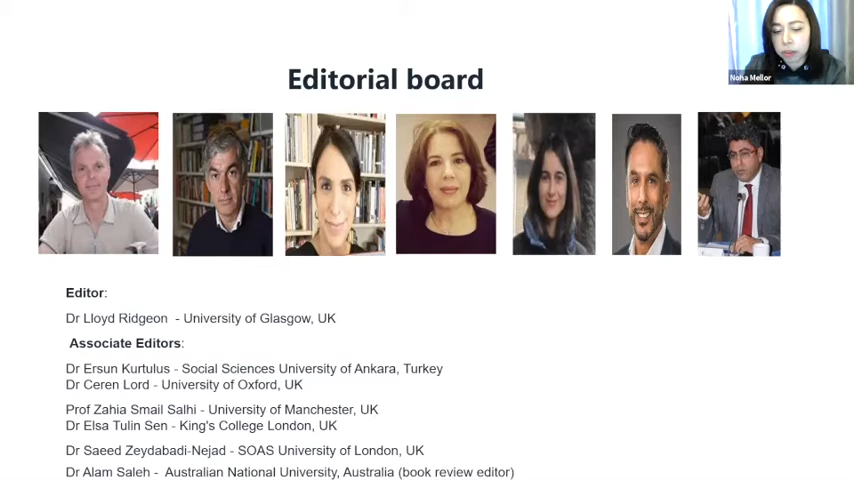 Editorial board
Noha Mellor
Editor:
Dr Lloyd Ridgeon - University of Glasgow, UK
Associate Editors:
Dr Ersun Kurtulus - Social Sciences University of Ankara, Turkey
Dr Ceren Lord - University of Oxford, UK
Prof Zahia Smail Salhi - University of Manchester, UK
Dr Elsa Tulin Sen - King's College London, UK
Dr Saeed Zeydabadi-Nejad - SOAS University of London, UK
Dr Alam Saleh - Australian National University, Australia (book review editor)